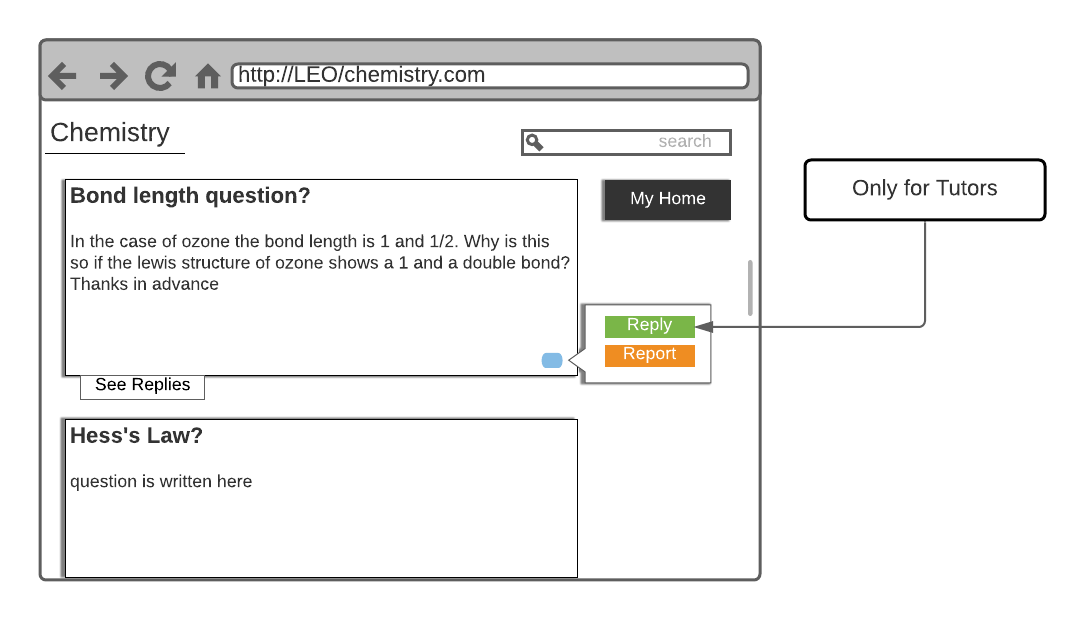 http://LEO/chemistry.com
Chemistry
search
Bond length question?
My Home
Only for Tutors
In the case of ozone the bond length is 1 and 1/2. Why is this
so if the lewis structure of ozone shows a 1 and a double bond?
Thanks in advance
Reply
Report
See Replies
Hess's Law?
question is written here